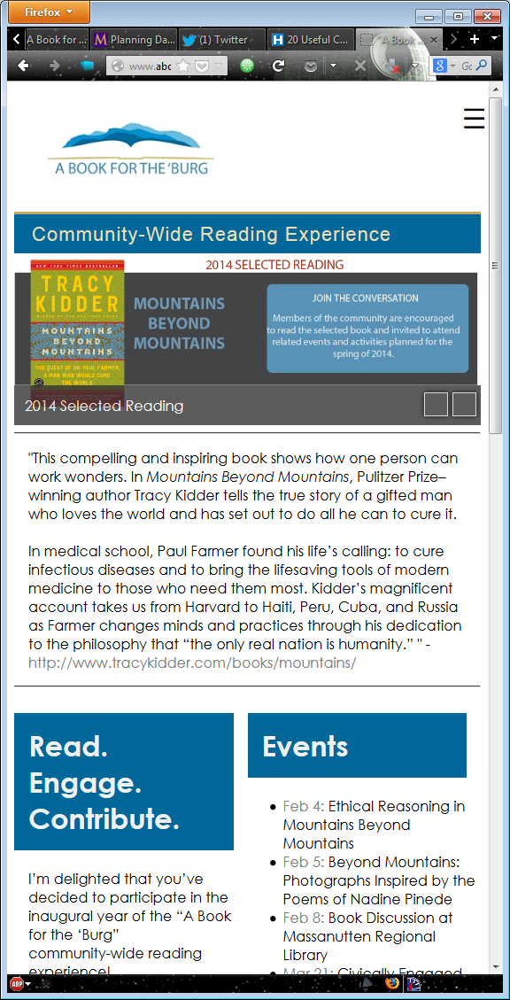 Firefox
A Book for ...
Planning Da...
(1) Twitter
20 Useful C...
A Book
www.abc
A BOOK FOR THE ‘BURG
Community-Wide Reading Experience
2014 SELECTED READING
TRACY
KIDDER
MOUNTAINS
BEYOND
MOUNTAINS
THE QUEST OF DR. PAUL FARMER,
A MAN WHO WOULD CURE
THE WORLD
MOUNTAINS
BEYOND
MOUNTAINS
JOIN THE CONVERSATION
Members of the community are encouraged
to read the selected book and invited to attend
related events and activities planned for the
spring of 2014.
2014 Selected Reading
"This compelling and inspiring book shows how one person can
work wonders. In Mountains Beyond Mountains, Pulitzer Prize–
winning author Tracy Kidder tells the true story of a gifted man
who loves the world and has set out to do all he can to cure it.
In medical school, Paul Farmer found his life’s calling: to cure
infectious diseases and to bring the lifesaving tools of modern
medicine to those who need them most. Kidder’s magnificent
account takes us from Harvard to Haiti, Peru, Cuba, and Russia
as Farmer changes minds and practices through his dedication
to the philosophy that “the only real nation is humanity.” " -
http://www.tracykidder.com/books/mountains/
Read.
Engage.
Contribute.
I’m delighted that you’ve
decided to participate in the
inaugural year of the “A Book
for the ‘Burg”
community-wide reading
experience!
Events
Feb 4: Ethical Reasoning in
Mountains Beyond
Mountains
Feb 5: Beyond Mountains:
Photographs Inspired by the
Poems of Nadine Pinede
Feb 8: Book Discussion at
Massanutten Regional
Library
Mar 21: Civically Engaged
ABP